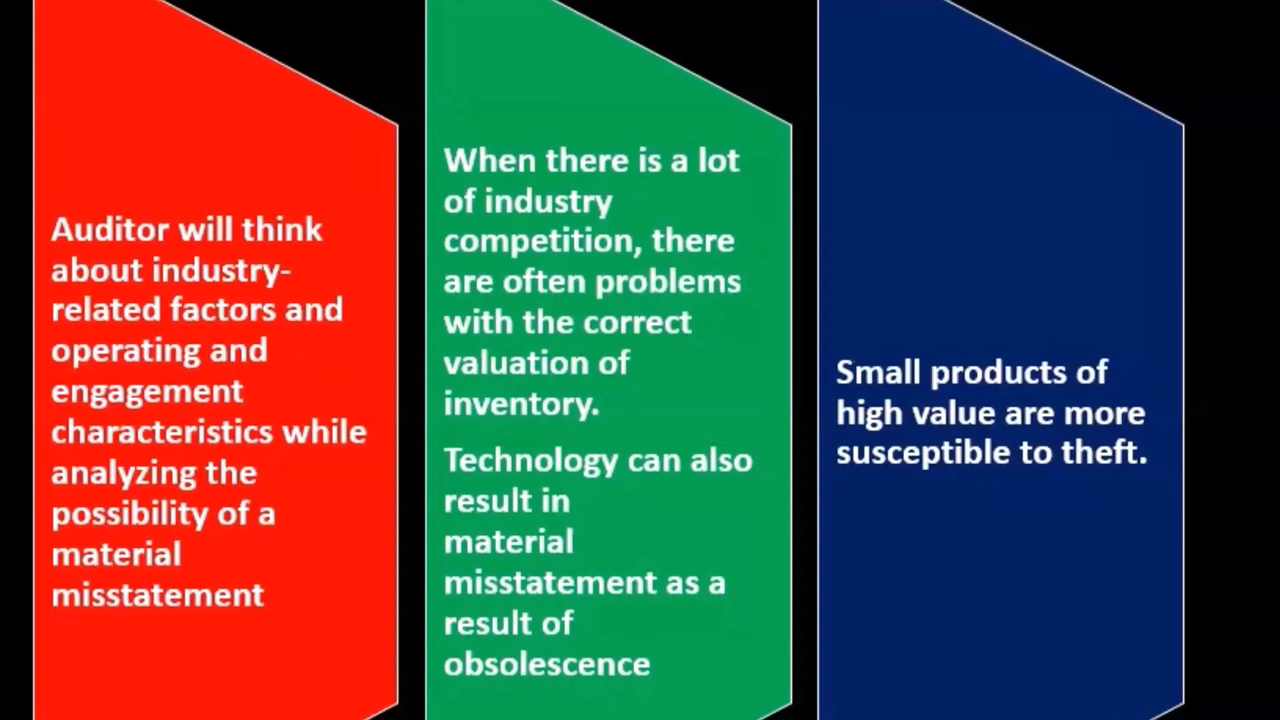 Auditor will think
about industry-
related factors and
operating and
engagement
characteristics while
analyzing the
possibility of a
material
misstatement
When there is a lot
of industry
competition, there
are often problems
with the correct
valuation of
inventory.
Technology can also
result in
material
misstatement as a
result of
obsolescence
Small products of
high value are more
susceptible to theft.